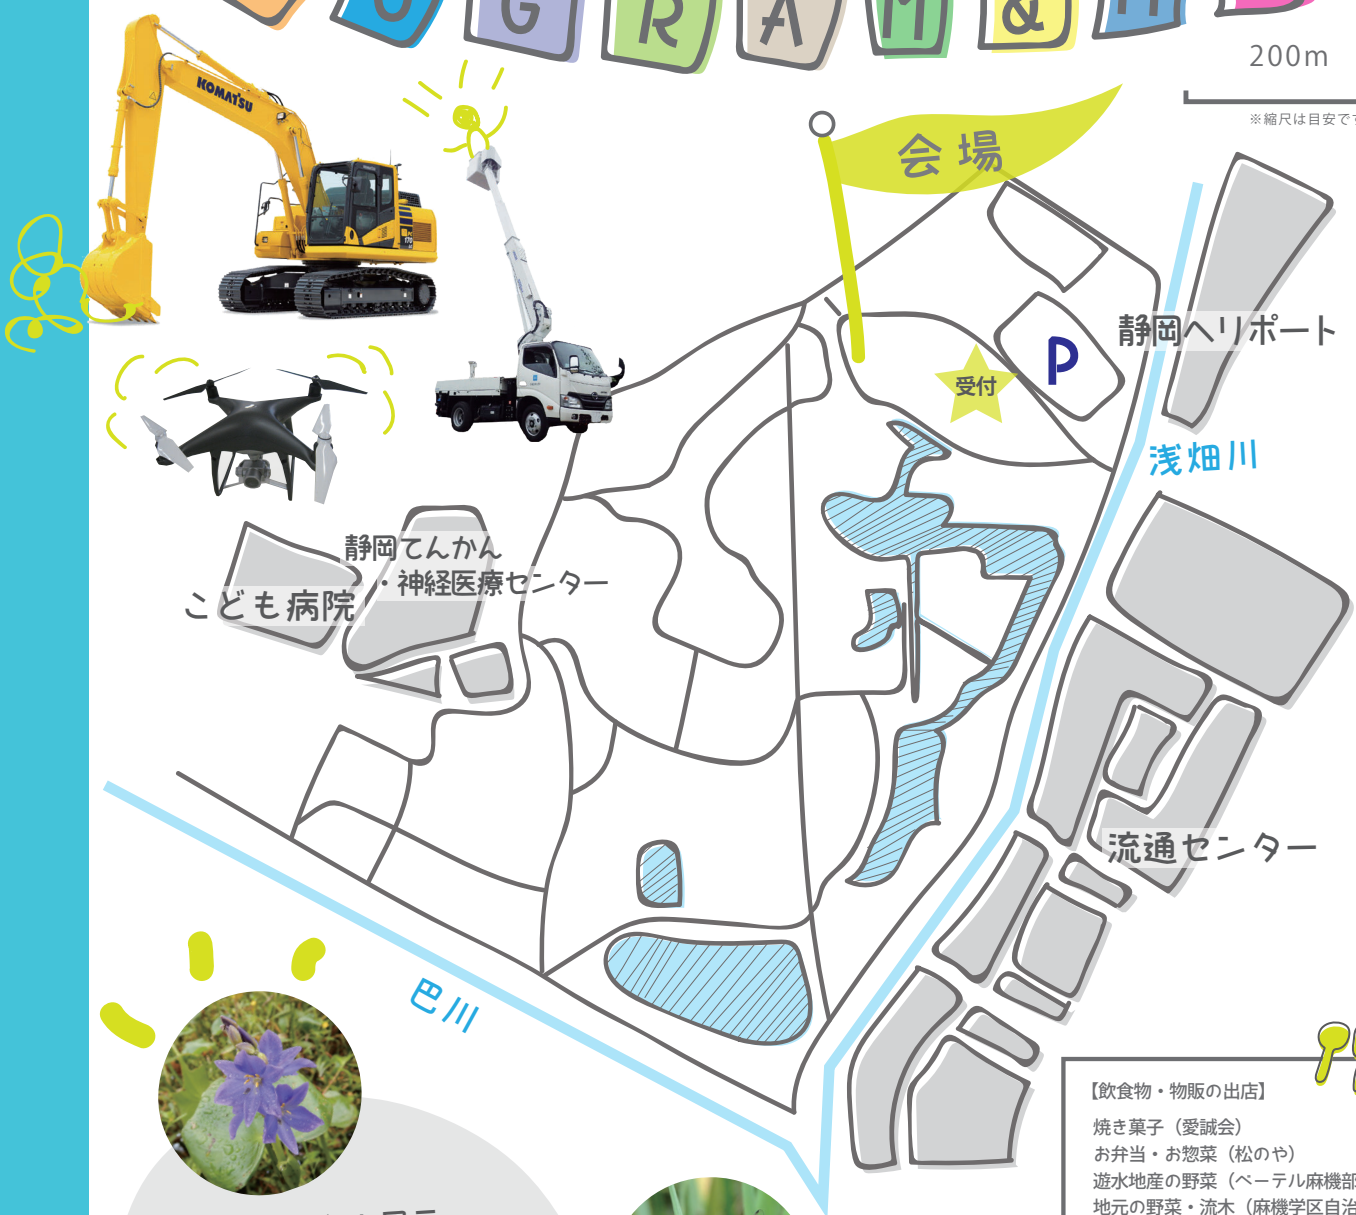 GRAM&
200m
※縮尺は目安です
KOMATSU
会場
静岡ヘリポート
P
受付
浅畑川
静岡てんかん
・神経医療センター
こども病院
流通センター
巴川
【飲食物・物販の出店】
焼き菓子（愛誠会）
お弁当・お惣菜（松のや）
遊水地産の野菜（ベーテル麻機部
地元の野菜・流木（麻機学区自治